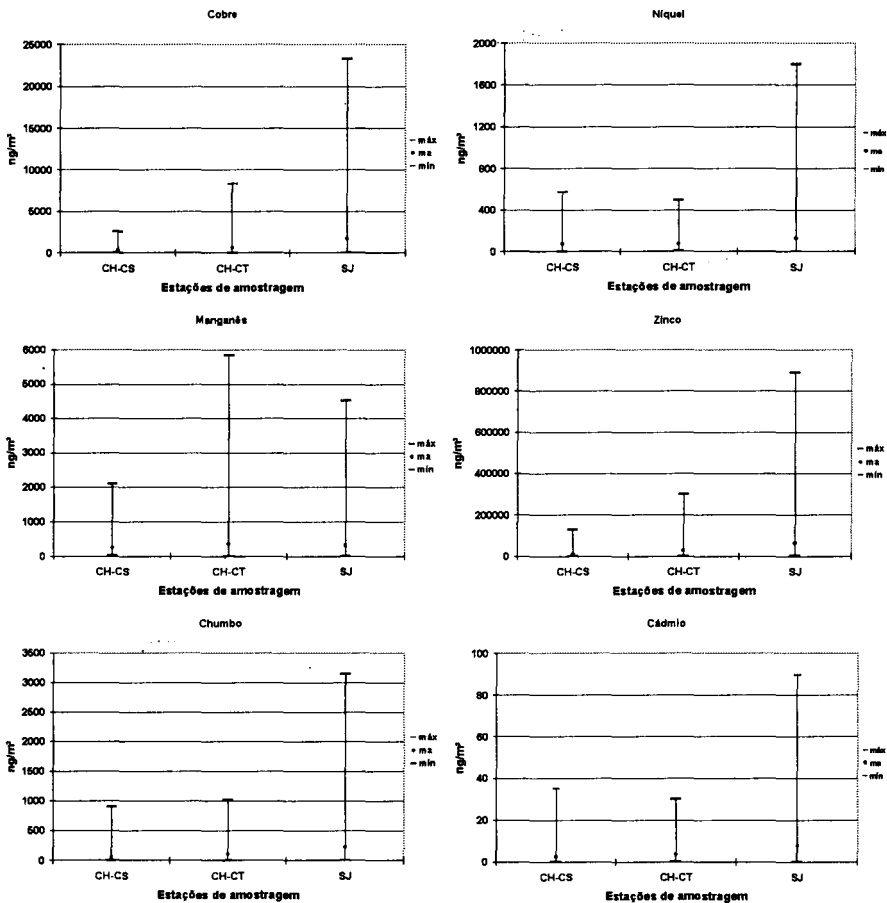 Cobre
25000
20000
15000
10000
5000
0
ng/m³
CH-CS
CH-CT
SJ
Estações de amostragem
máx
ma
mín
Níquel
2000
1600
1200
800
400
0
ng/m³
CH-CS
CH-CT
SJ
Estações de amostragem
máx
ma
mín
Manganês
6000
5000
4000
3000
2000
1000
0
ng/m³
CH-CS
CH-CT
SJ
Estações de amostragem
máx
ma
mín
Zinco
1000000
800000
600000
400000
200000
0
ng/m³
CH-CS
CH-CT
SJ
Estações de amostragem
máx
ma
mín
Chumbo
3500
3000
2500
2000
1500
1000
500
0
ng/m³
CH-CS
CH-CT
SJ
Estações de amostragem
máx
ma
mín
Cádmio
100
80
60
40
20
0
ng/m³
CH-CS
CH-CT
SJ
Estações de amostragem
máx
ma
mín